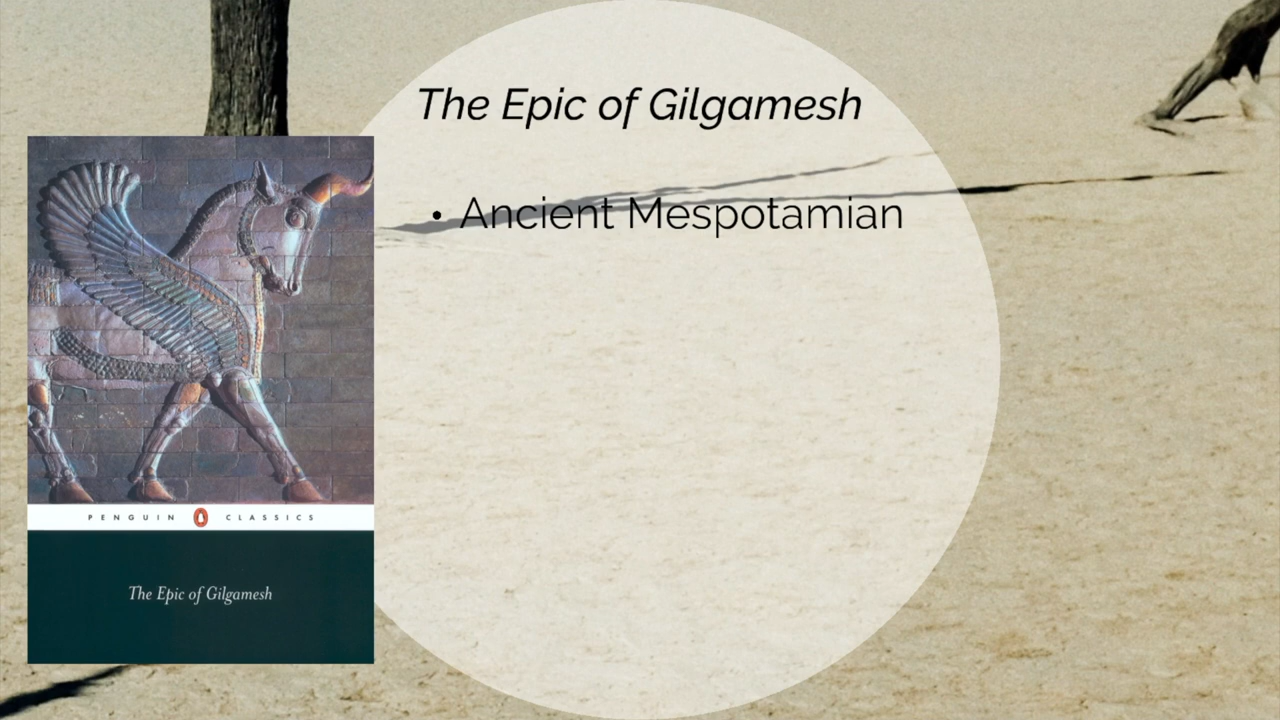 The Epic of Gilgamesh
• Ancient Mespotamian
PENGUIN CLASSICS
The Epic of Gilgamesh